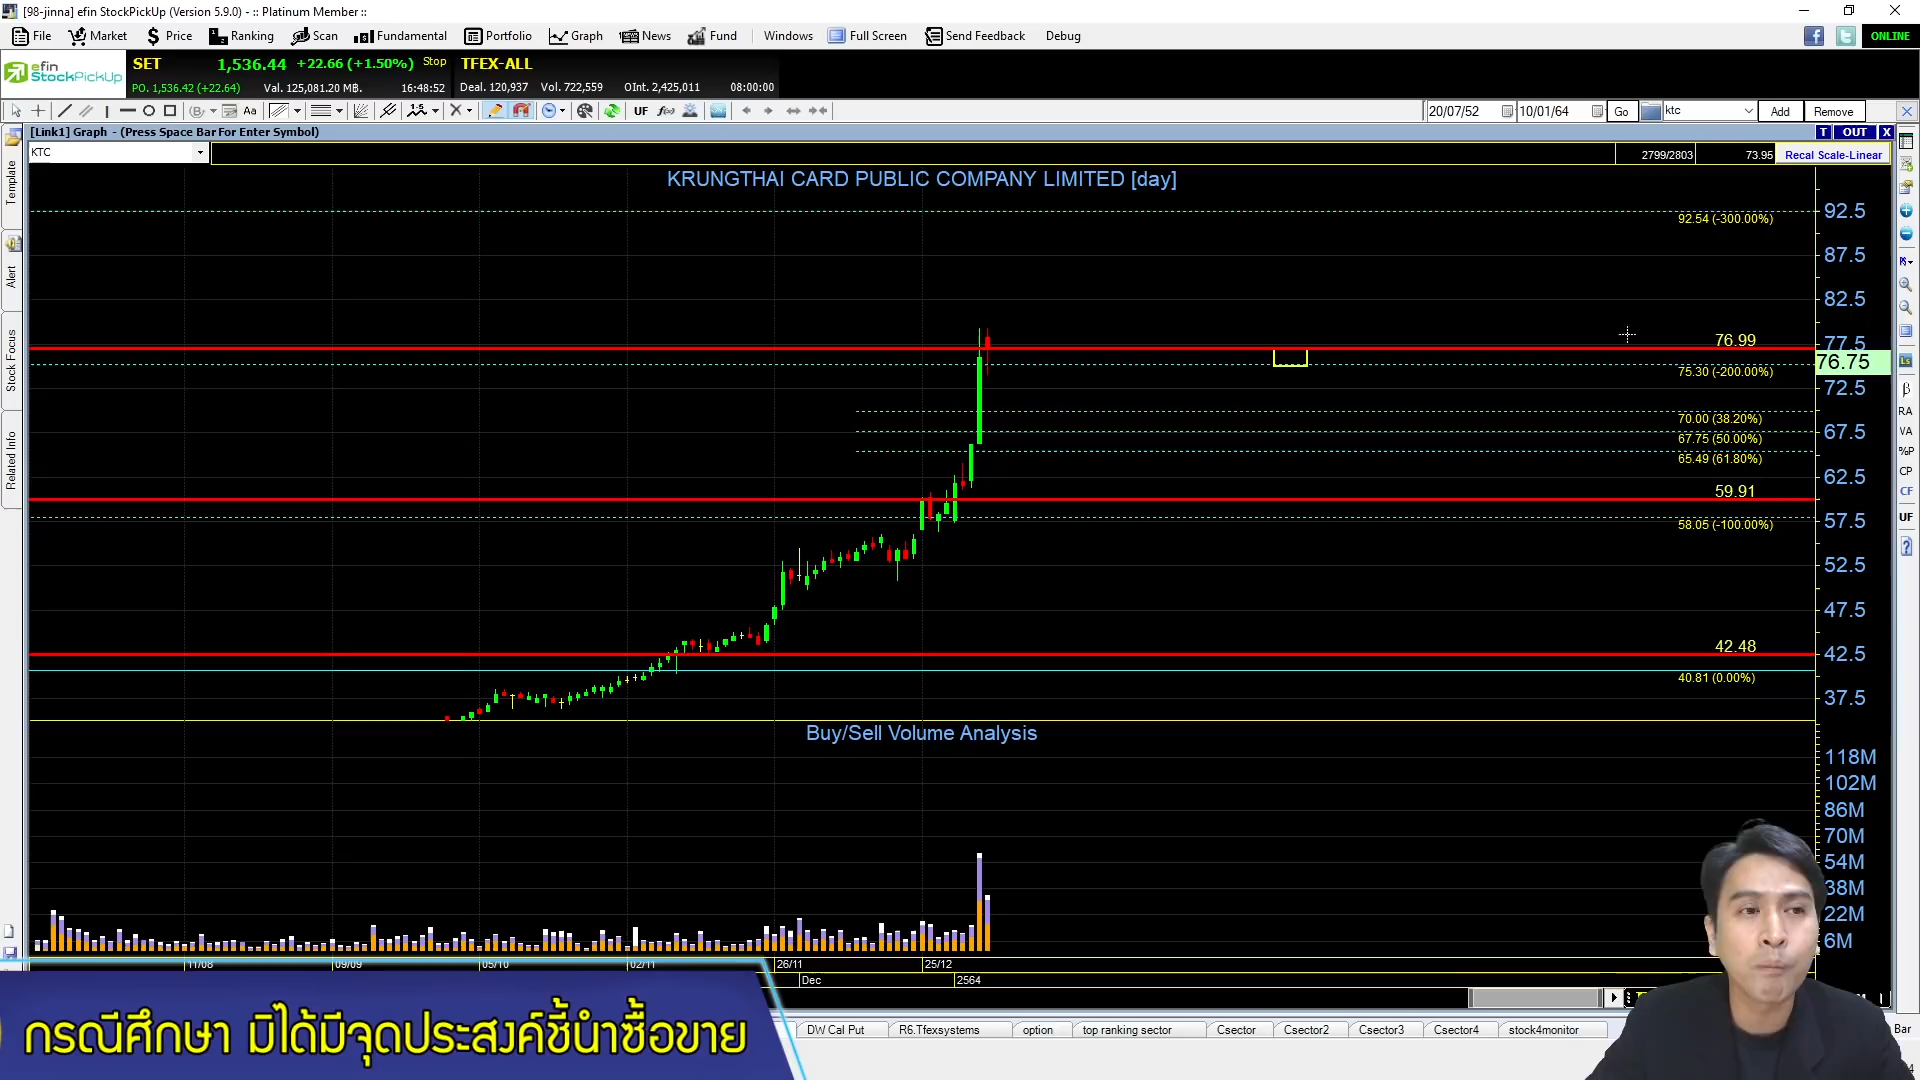 [98-jinna] efin StockPickUp (Version 5.9.0) - :: Platinum Member ::
File Market Price Ranking Scan Fundamental Portfolio Graph News Fund Windows Full Screen Send Feedback Debug ONLINE
efin StockPickUp
SET 1,536.44 +22.66 (+1.50%) Stop TFEX-ALL
PO. 1,536.42 (+22.64) Val. 125,081.20 MB. 16:48:52 Deal. 120,937 Vol. 722,559 OInt. 2,425,011 08:00:00
Aa 1.5 UF f(x) 20/07/52 10/01/64 Go ktc Add Remove
[Link1] Graph - (Press Space Bar For Enter Symbol) T OUT X
KTC 2799/2803 73.95 Recal Scale-Linear
KRUNGTHAI CARD PUBLIC COMPANY LIMITED [day]
Template
Alert
Stock Focus
Related Info
92.5
92.54 (-300.00%)
87.5
82.5
76.99
77.5
76.75
75.30 (-200.00%)
72.5
70.00 (38.20%)
67.5
67.75 (50.00%)
65.49 (61.80%)
62.5
59.91
57.5
58.05 (-100.00%)
52.5
47.5
42.48
42.5
40.81 (0.00%)
37.5
Ls
β
RA
VA
%P
CP
CF
UF
?
Buy/Sell Volume Analysis
118M
102M
86M
70M
54M
38M
22M
6M
11/08 09/09 05/10 02/11 26/11 25/12
Dec 2564
กรณีศึกษา มิได้มีจุดประสงค์ชี้นำซื้อขาย
DW Cal Put R6.Tfexsystems option top ranking sector Csector Csector2 Csector3 Csector4 stock4monitor Bar